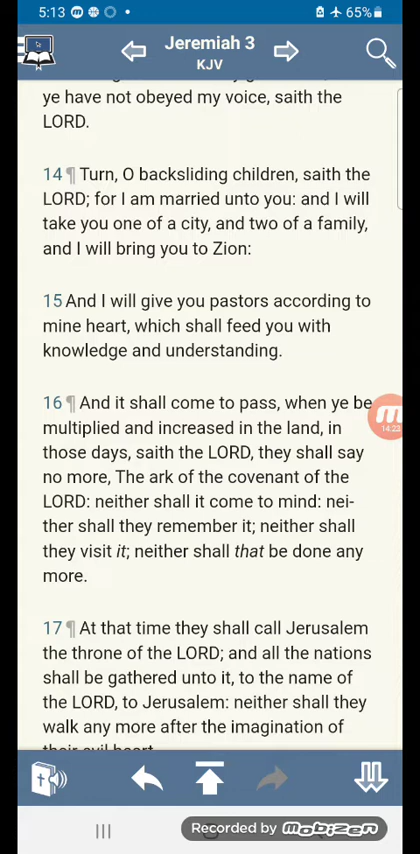 5:13
65%
Jeremiah 3
KJV
ye have not obeyed my voice, saith the
LORD.
14 ¶ Turn, O backsliding children, saith the
LORD; for I am married unto you: and I will
take you one of a city, and two of a family,
and I will bring you to Zion:
15 And I will give you pastors according to
mine heart, which shall feed you with
knowledge and understanding.
16 ¶ And it shall come to pass, when ye be
multiplied and increased in the land, in
those days, saith the LORD, they shall say
no more, The ark of the covenant of the
LORD: neither shall it come to mind: nei-
ther shall they remember it; neither shall
they visit it; neither shall that be done any
more.
14:22
17 ¶ At that time they shall call Jerusalem
the throne of the LORD; and all the nations
shall be gathered unto it, to the name of
the LORD, to Jerusalem: neither shall they
walk any more after the imagination of
their evil heart
Recorded by mobizen